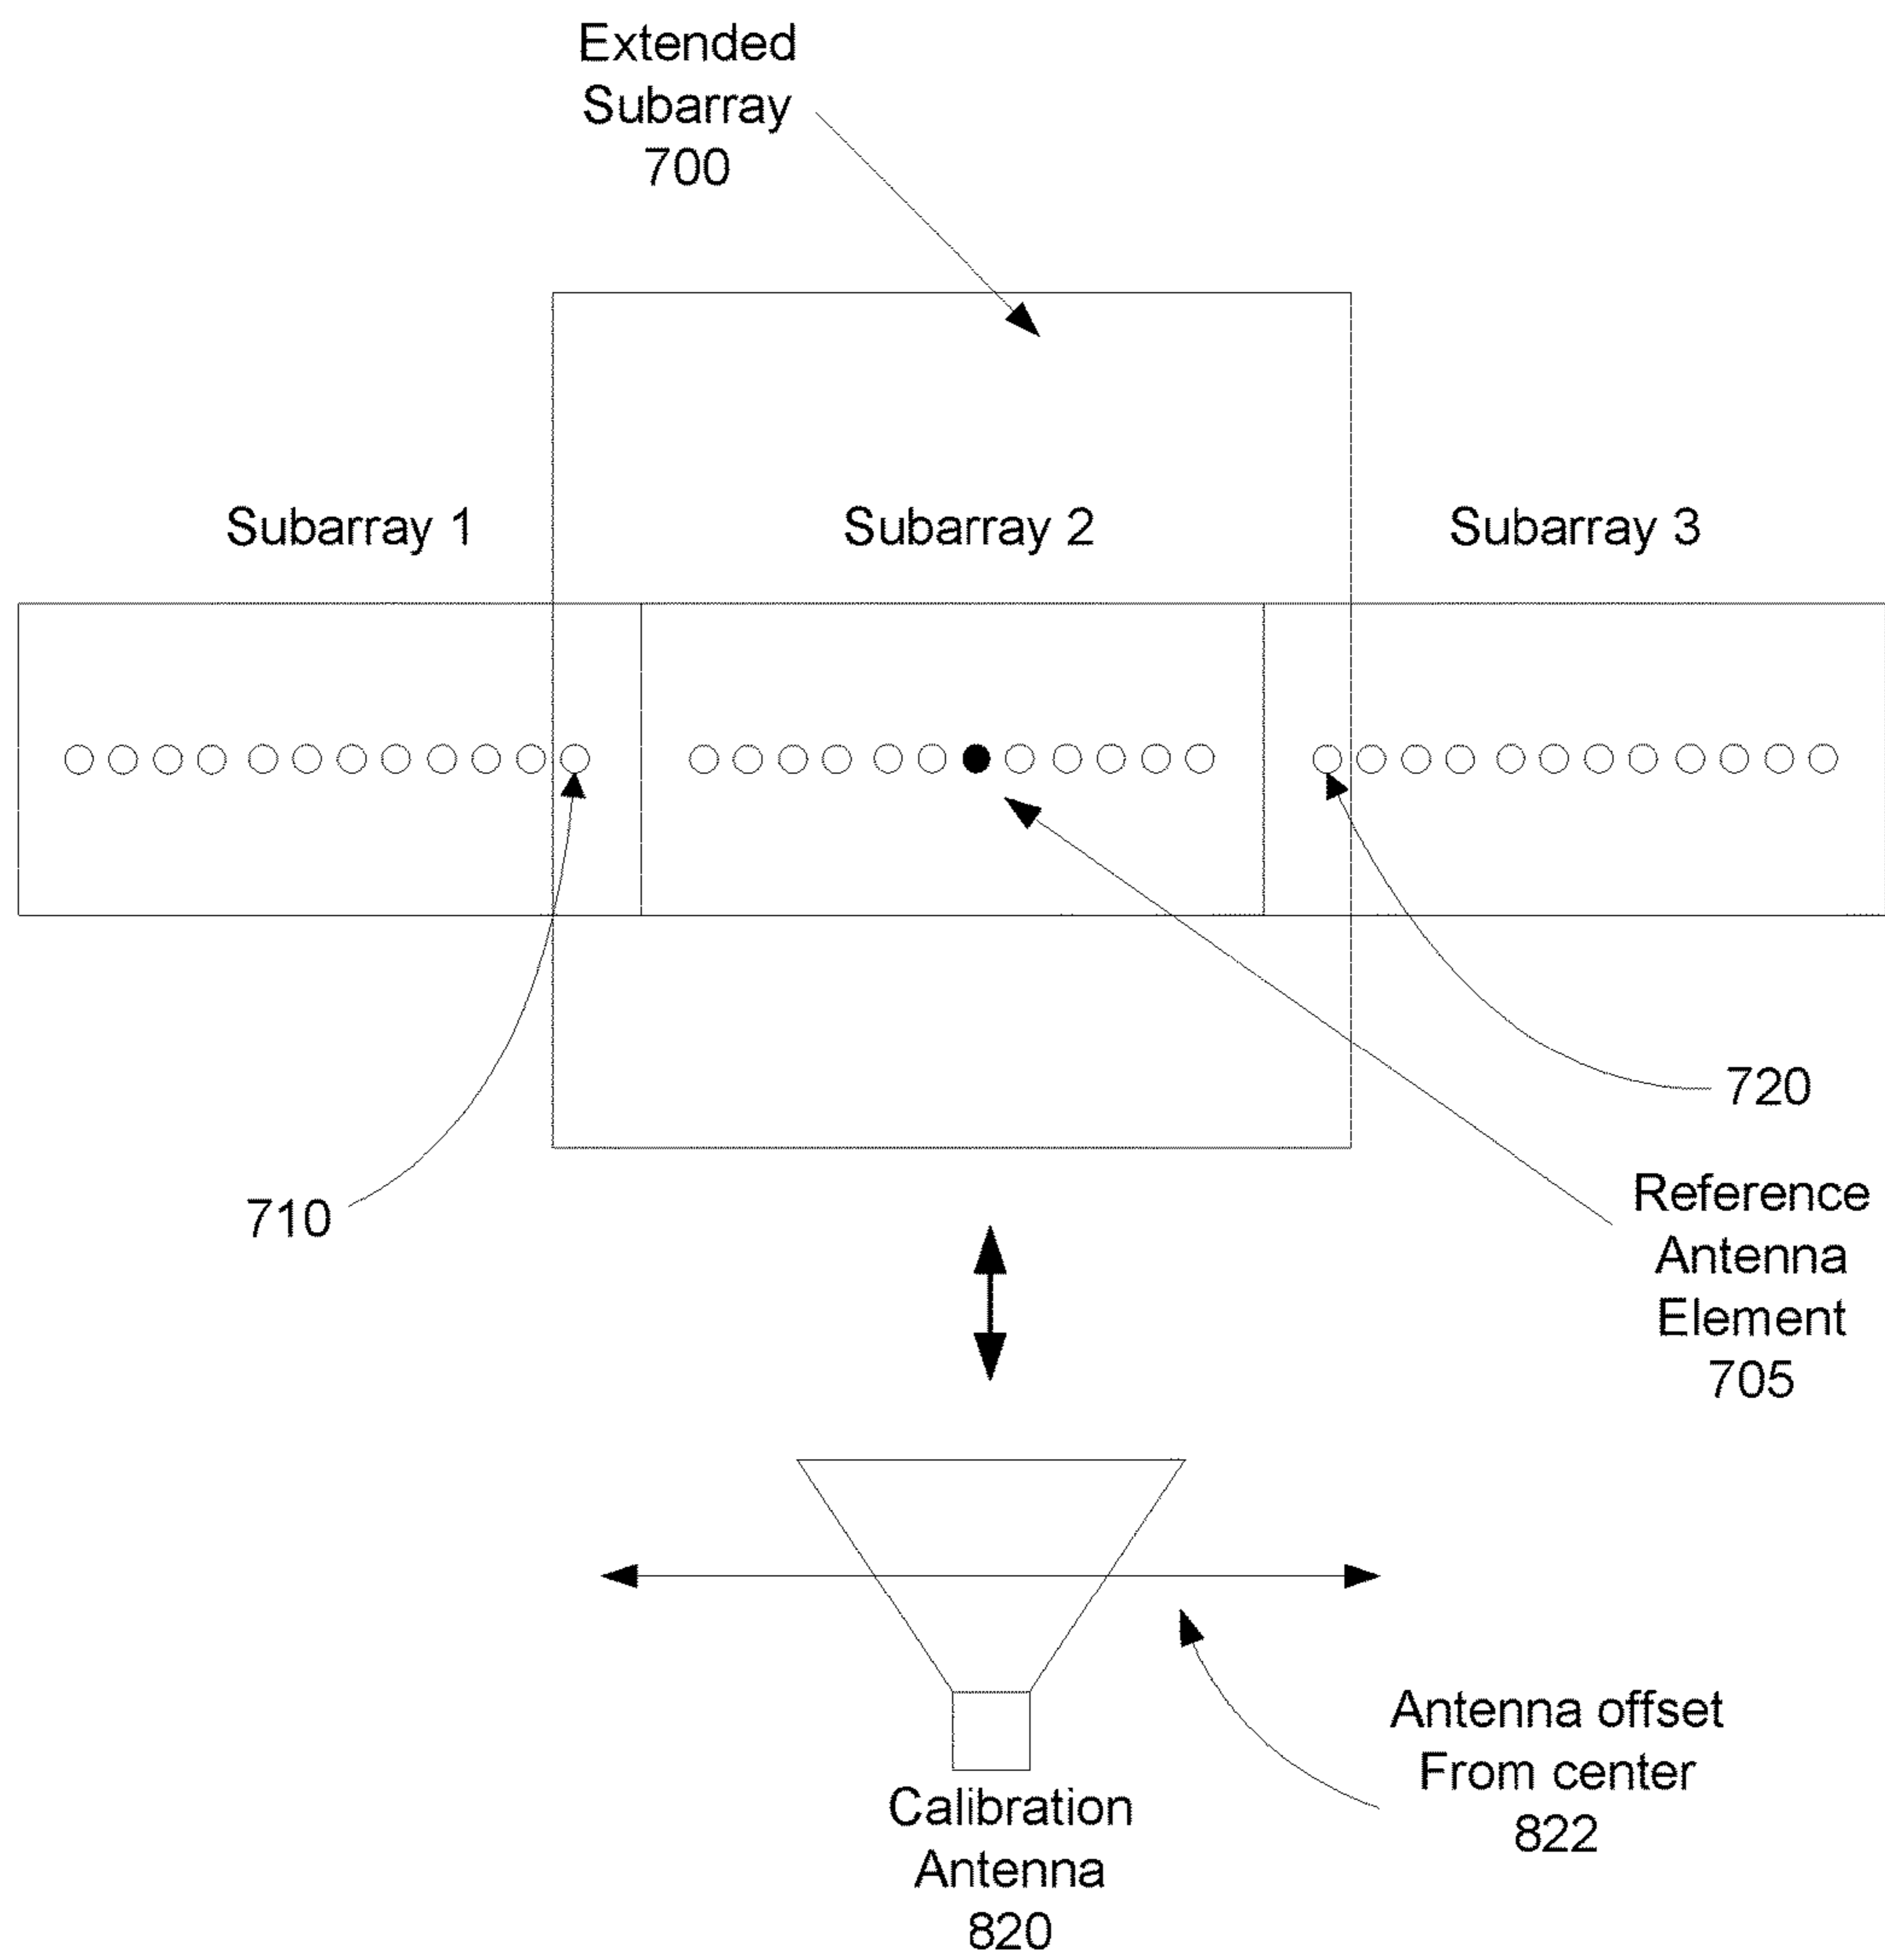 Extended
Subarray
700
Subarray 1
Subarray 2
Subarray 3
720
710
Reference
Antenna
Element
705
Antenna offset
From center
822
Calibration
Antenna
820